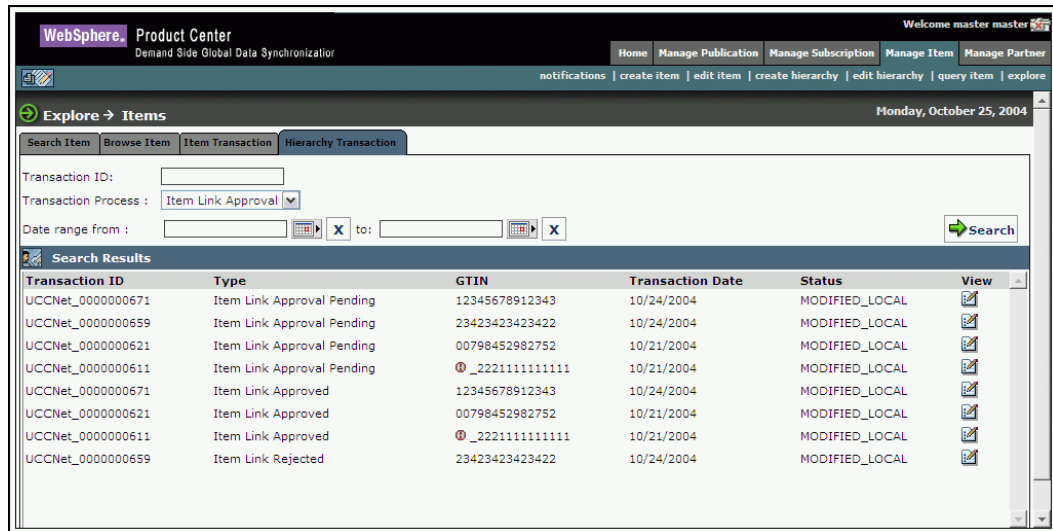 Welcome master master
WebSphere. Product Center
Demand Side Global Data Synchronizatior
Home Manage Publication Manage Subscription Manage Item Manage Partner
notifications | create item | edit item | create hierarchy | edit hierarchy | query item | explore
Explore → Items
Monday, October 25, 2004
Search Item Browse Item Item Transaction Hierarchy Transaction
Transaction ID:
Transaction Process : Item Link Approval
Date range from : X to: X Search
Search Results
Transaction ID Type GTIN Transaction Date Status View
UCCNet_0000000671 Item Link Approval Pending 12345678912343 10/24/2004 MODIFIED_LOCAL
UCCNet_0000000659 Item Link Approval Pending 23423423423422 10/24/2004 MODIFIED_LOCAL
UCCNet_0000000621 Item Link Approval Pending 00798452982752 10/21/2004 MODIFIED_LOCAL
UCCNet_0000000611 Item Link Approval Pending _2221111111111 10/21/2004 MODIFIED_LOCAL
UCCNet_0000000671 Item Link Approved 12345678912343 10/24/2004 MODIFIED_LOCAL
UCCNet_0000000621 Item Link Approved 00798452982752 10/21/2004 MODIFIED_LOCAL
UCCNet_0000000611 Item Link Approved _2221111111111 10/21/2004 MODIFIED_LOCAL
UCCNet_0000000659 Item Link Rejected 23423423423422 10/24/2004 MODIFIED_LOCAL